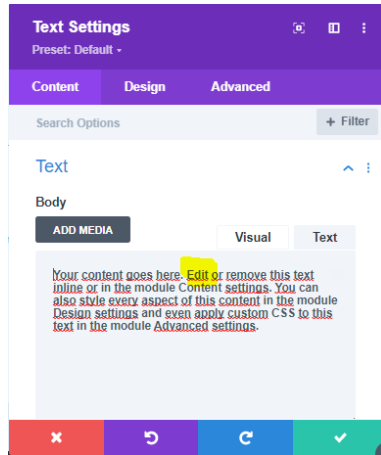 Text Settings
Preset: Default
Content Design Advanced
Search Options + Filter
Text
Body
ADD MEDIA
Visual Text
Your content goes here. Edit or remove this text
inline or in the module Content settings. You can
also style every aspect of this content in the module
Design settings and even apply custom CSS to this
text in the module Advanced settings.